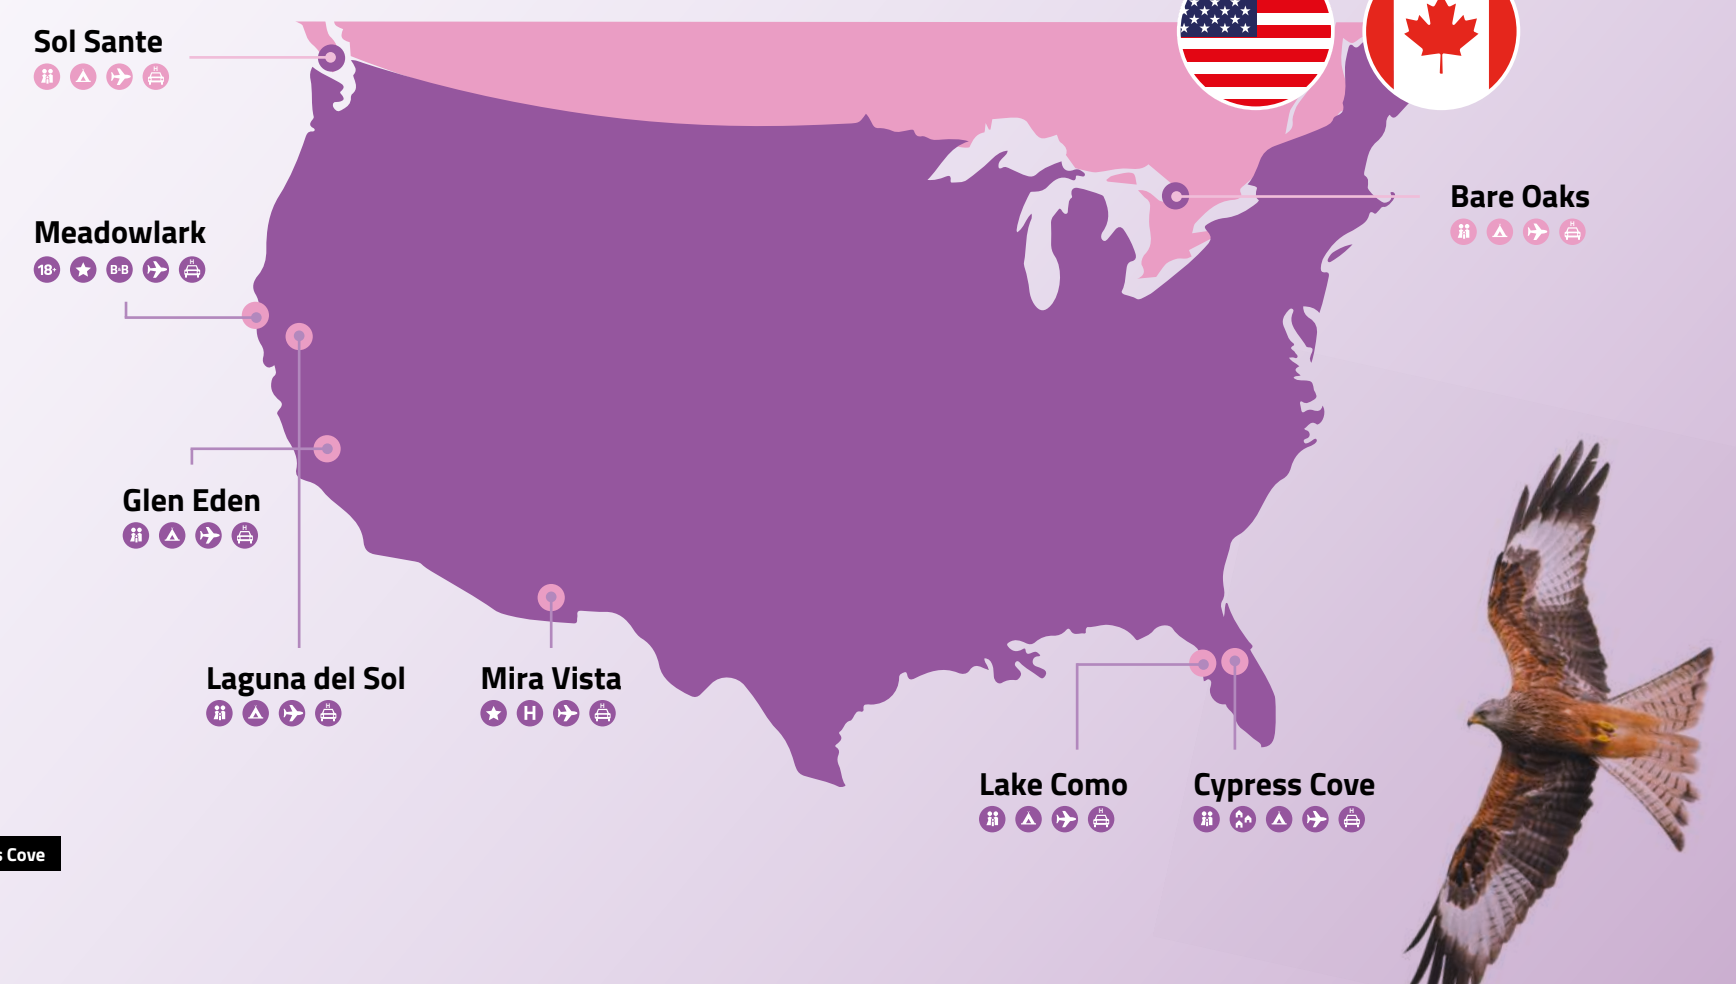 Sol Sante
H
Bare Oaks
H
Meadowlark
18+ B+B H
Glen Eden
H
Laguna del Sol
H
Mira Vista
H H
Lake Como
H
Cypress Cove
H
s Cove